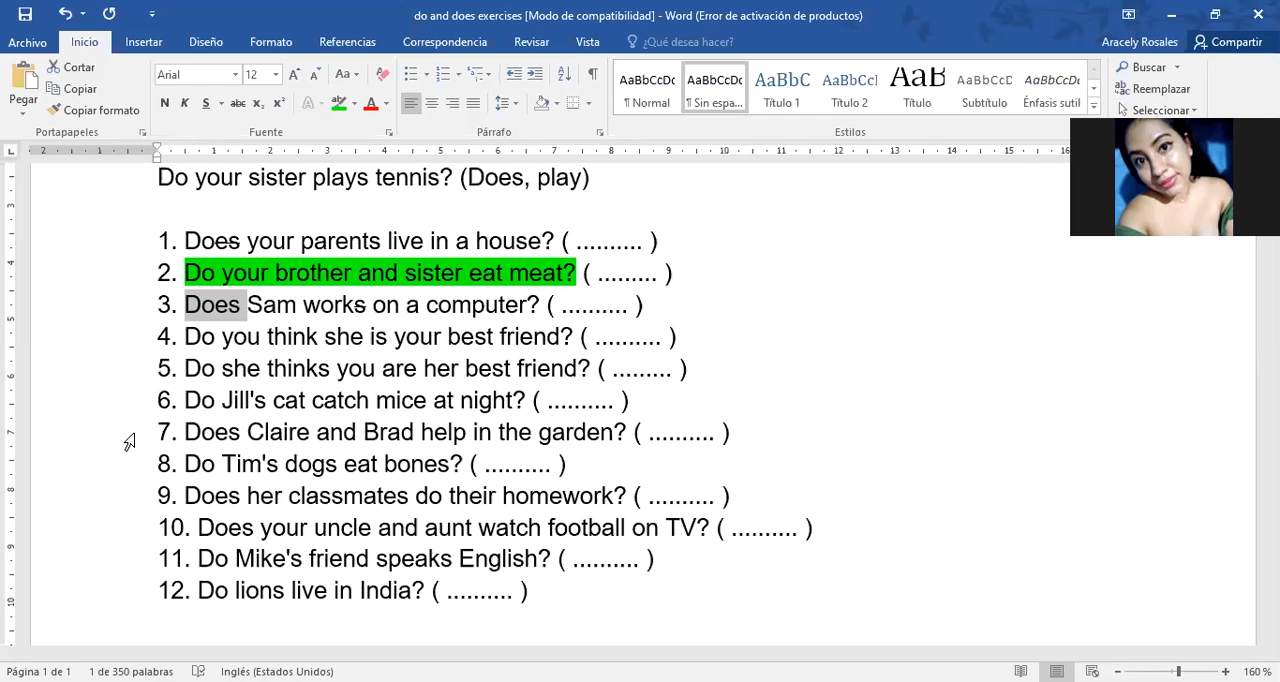 do and does exercises [Modo de compatibilidad] - Word (Error de activación de productos)
Archivo Inicio Insertar Diseño Formato Referencias Correspondencia Revisar Vista ¿Qué desea hacer? Aracely Rosales Compartir
Pegar
Cortar
Copiar
Copiar formato
Arial 12
N K S abc x₂ x² A
AaBbCcDc AaBbCcDc AaBbC AaBbCcI AaB AaBbCcD AaBbCcDc
¶ Normal ¶ Sin espa... Título 1 Título 2 Título Subtítulo Énfasis sutil
Buscar
Reemplazar
Seleccionar
Portapapeles Fuente Párrafo Estilos
Do your sister plays tennis? (Does, play)
1. Does your parents live in a house? ( .......... )
2. Do your brother and sister eat meat? ( ......... )
3. Does Sam works on a computer? ( .......... )
4. Do you think she is your best friend? ( .......... )
5. Do she thinks you are her best friend? ( ......... )
6. Do Jill's cat catch mice at night? ( .......... )
7. Does Claire and Brad help in the garden? ( .......... )
8. Do Tim's dogs eat bones? ( .......... )
9. Does her classmates do their homework? ( .......... )
10. Does your uncle and aunt watch football on TV? ( .......... )
11. Do Mike's friend speaks English? ( .......... )
12. Do lions live in India? ( .......... )
Página 1 de 1 1 de 350 palabras Inglés (Estados Unidos) 160 %